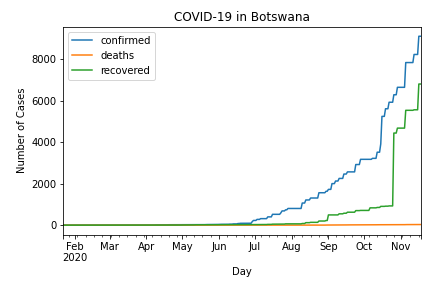 COVID-19 in Botswana
confirmed
deaths
recovered
Number of Cases
8000
6000
4000
2000
0
Feb Mar Apr May Jun Jul Aug Sep Oct Nov
2020
Day